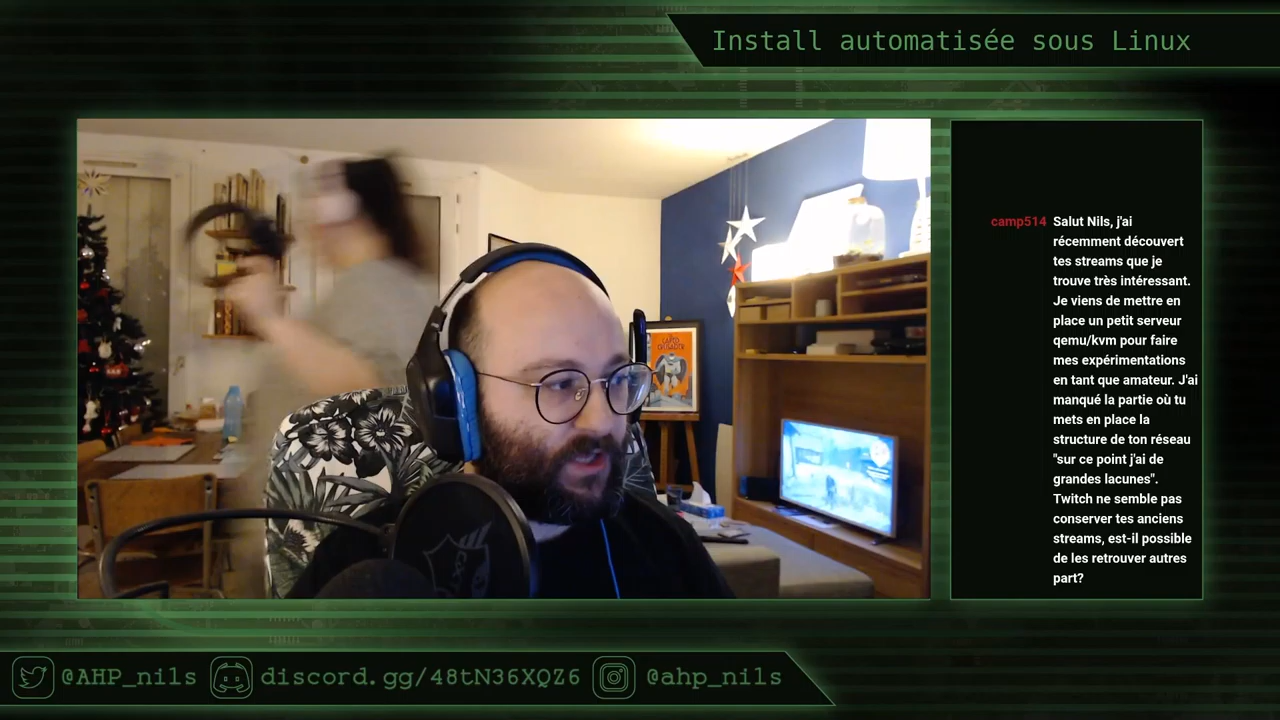 Install automatisée sous Linux
camp514 Salut Nils, j'ai
récemment découvert
tes streams que je
trouve très intéressant.
Je viens de mettre en
place un petit serveur
qemu/kvm pour faire
mes expérimentations
en tant que amateur. J'ai
manqué la partie où tu
mets en place la
structure de ton réseau
"sur ce point j'ai de
grandes lacunes".
Twitch ne semble pas
conserver tes anciens
streams, est-il possible
de les retrouver autres
part?
@AHP_nils discord.gg/48tN36XQZ6 @ahp_nils